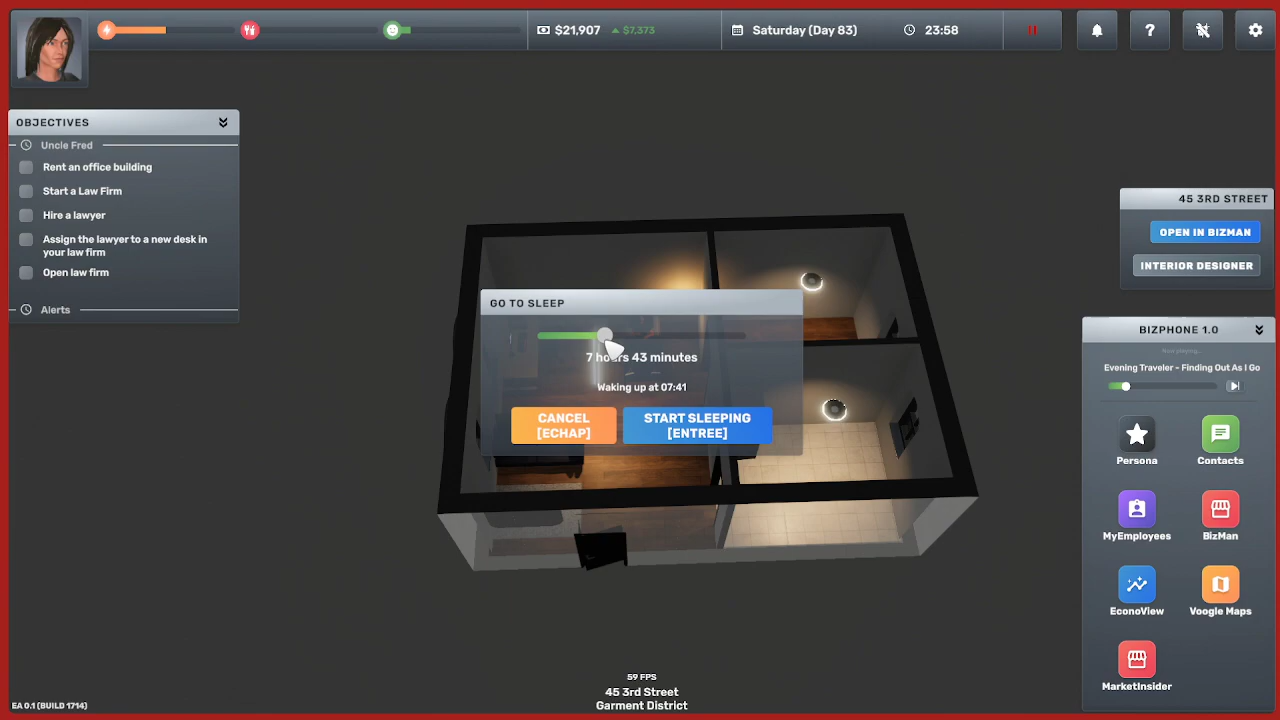 $21,907
$7,373
Saturday (Day 83)
23:58
?
OBJECTIVES
Uncle Fred
Rent an office building
Start a Law Firm
Hire a lawyer
Assign the lawyer to a new desk in
your law firm
Open law firm
Alerts
45 3RD STREET
OPEN IN BIZMAN
INTERIOR DESIGNER
GO TO SLEEP
7 hours 43 minutes
Waking up at 07:41
CANCEL
[ECHAP]
START SLEEPING
[ENTREE]
BIZPHONE 1.0
Now playing...
Evening Traveler - Finding Out As I Go
Persona
Contacts
MyEmployees
BizMan
EconoView
Voogle Maps
MarketInsider
59 FPS
45 3rd Street
Garment District
EA 0.1 (BUILD 1714)